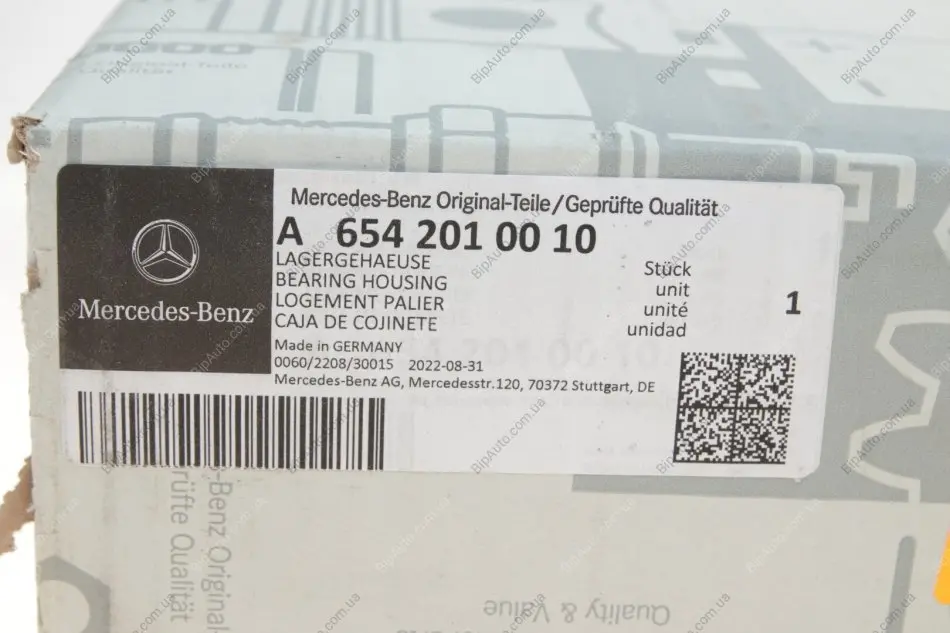 Mercedes-Benz Original-Teile/Geprüfte Qualität
A 654 201 00 10
LAGERGEHAEUSE
BEARING HOUSING
LOGEMENT PALIER
CAJA DE COJINETE
Stück
unit
unité
unidad
1
Made in GERMANY
0060/2208/30015 2022-08-31
Mercedes-Benz AG, Mercedesstr.120, 70372 Stuttgart, DE
Mercedes-Benz
Quality & Value
BipAuto.com.ua